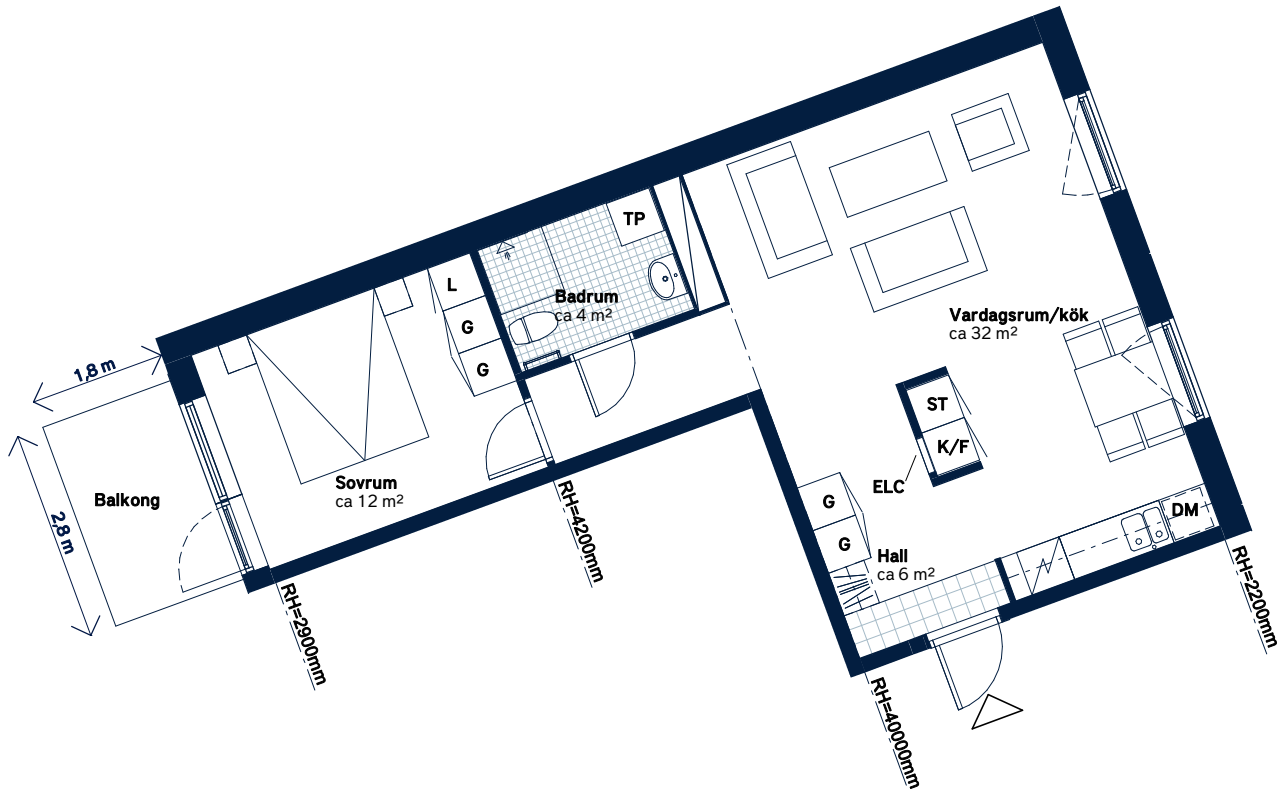 TP
L
Badrum
ca 4 m²
G
Vardagsrum/kök
ca 32 m²
1,8 m
G
ST
K/F
Sovrum
ca 12 m²
ELC
Balkong
G
DM
2,8 m
G
Hall
ca 6 m²
RH=4200mm
RH=2900mm
RH=2200mm
RH=40000mm